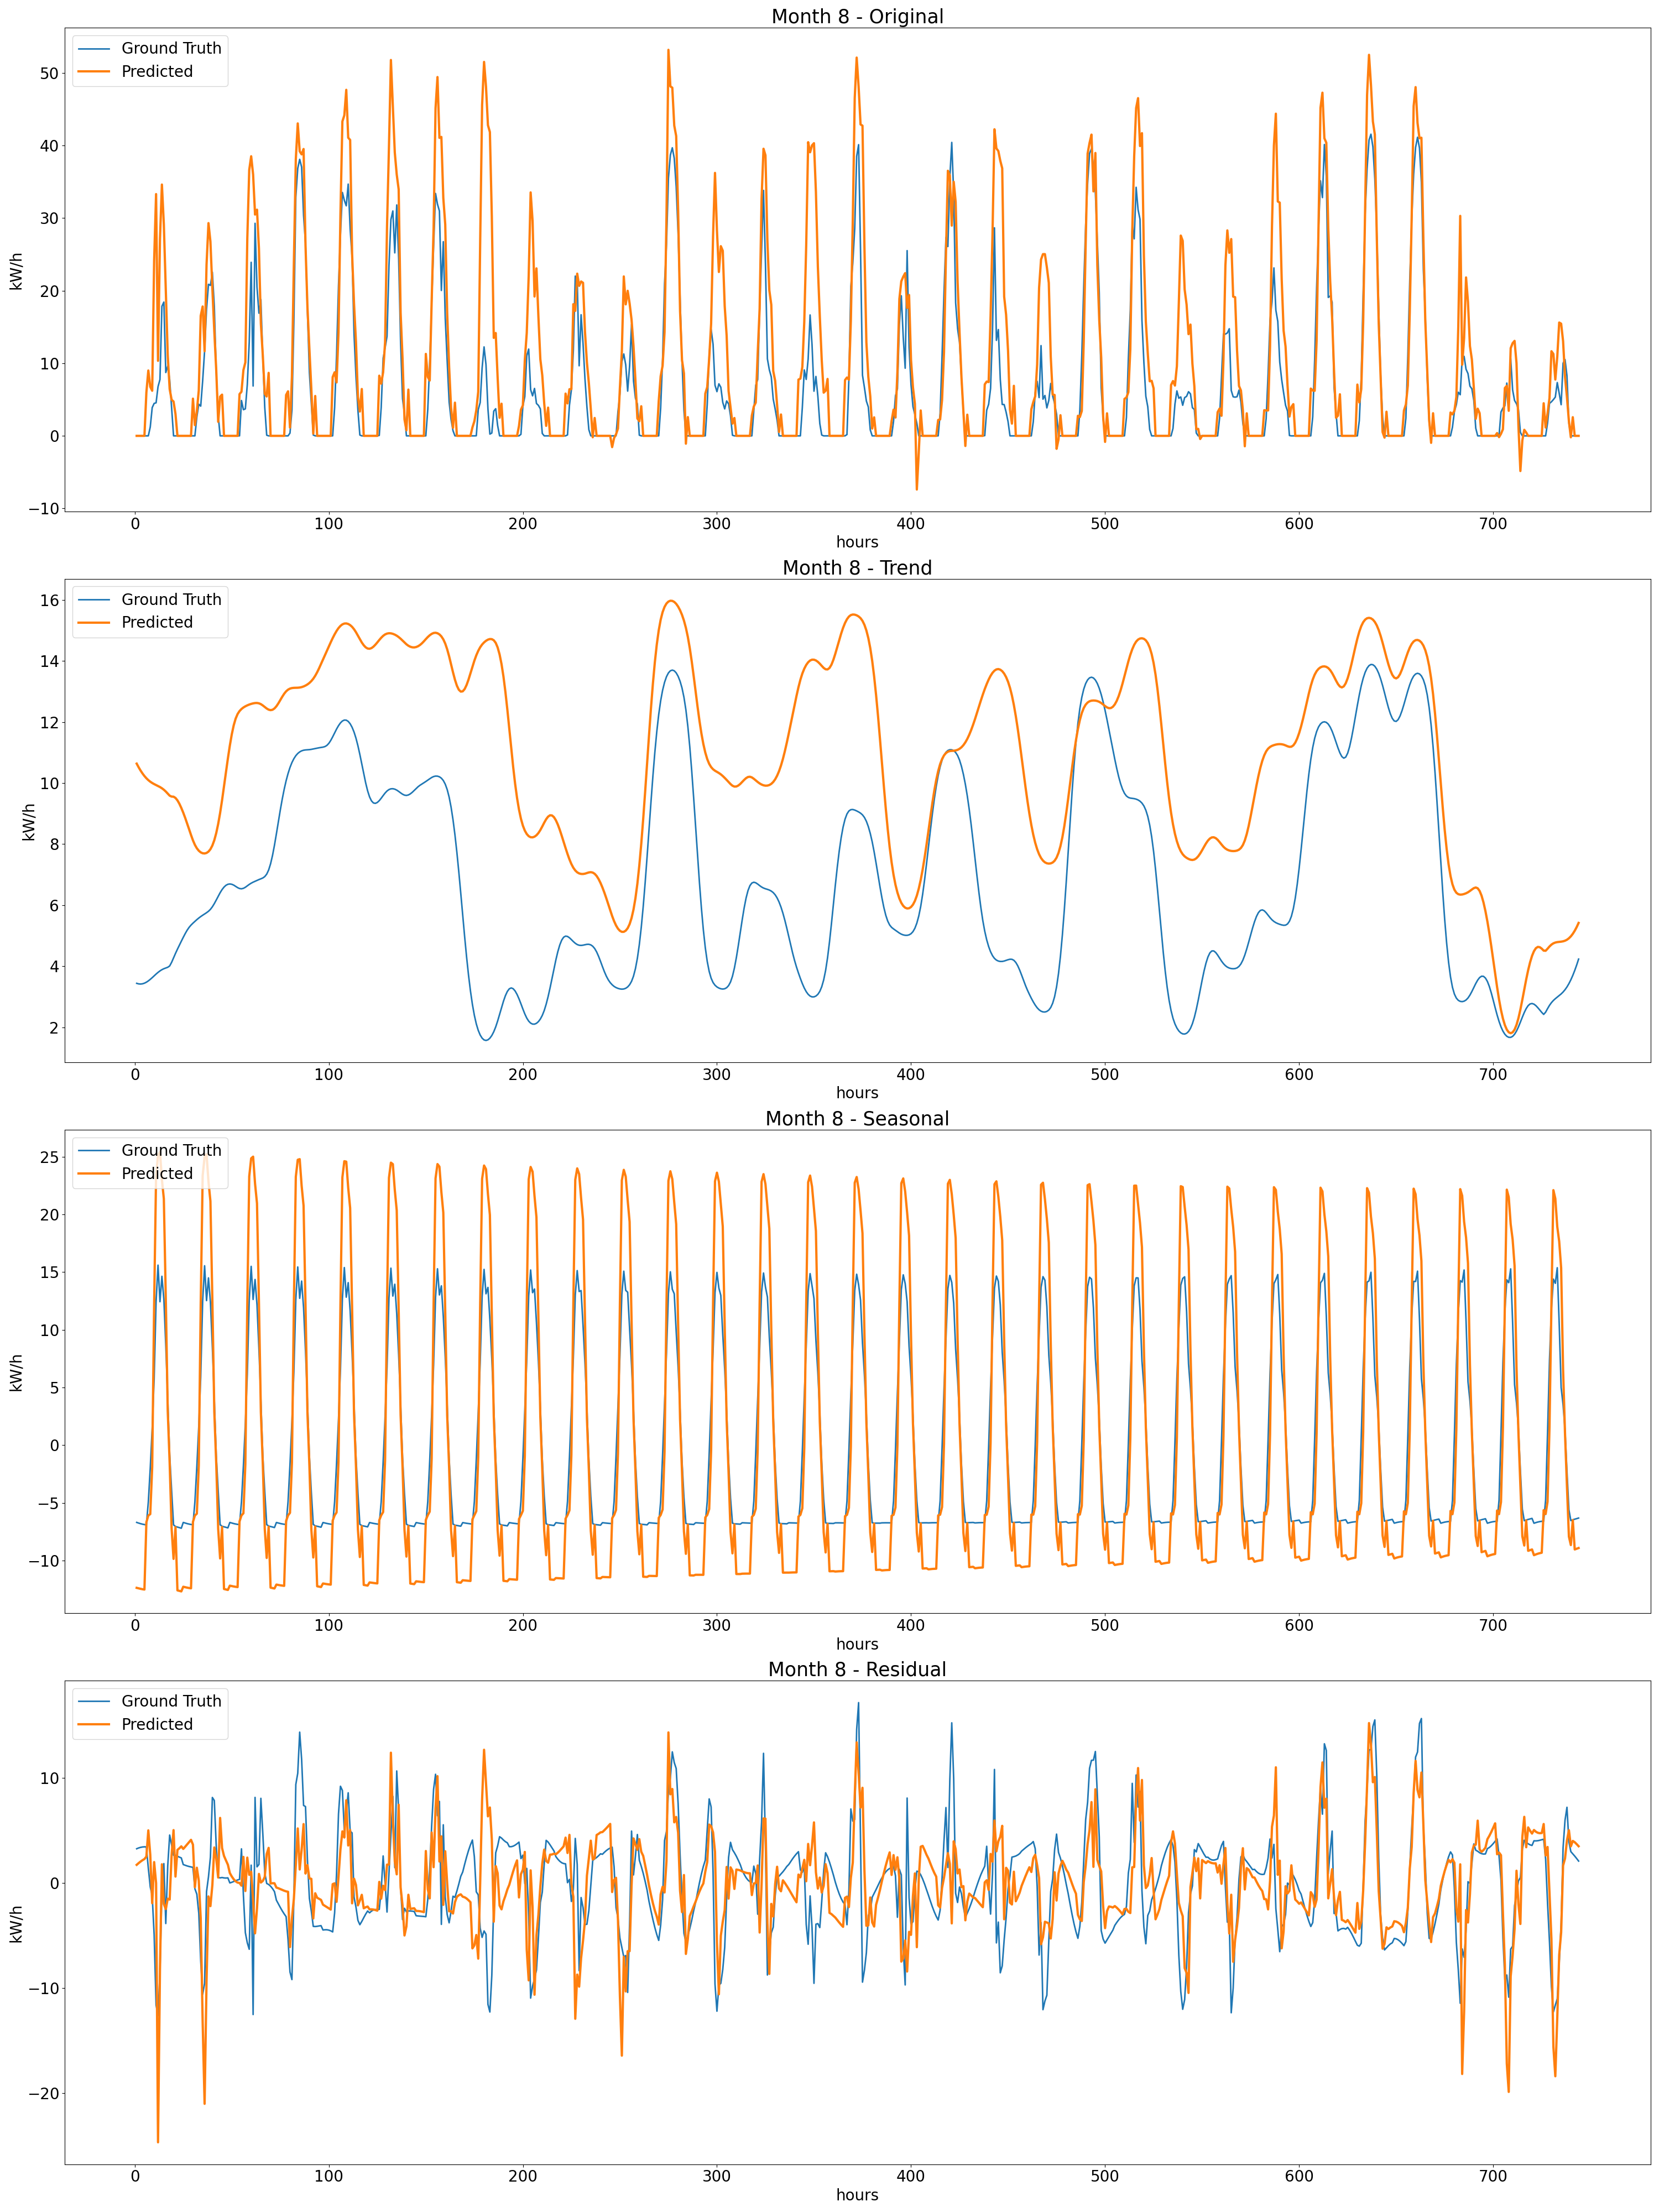 Month 8 - Original
Ground Truth
Predicted
50
40
30
20
10
0
−10
kW/h
0 100 200 300 400 500 600 700
hours
Month 8 - Trend
Ground Truth
Predicted
16
14
12
10
8
6
4
2
kW/h
0 100 200 300 400 500 600 700
hours
Month 8 - Seasonal
Ground Truth
Predicted
25
20
15
10
5
0
−5
−10
kW/h
0 100 200 300 400 500 600 700
hours
Month 8 - Residual
Ground Truth
Predicted
10
0
−10
−20
kW/h
0 100 200 300 400 500 600 700
hours